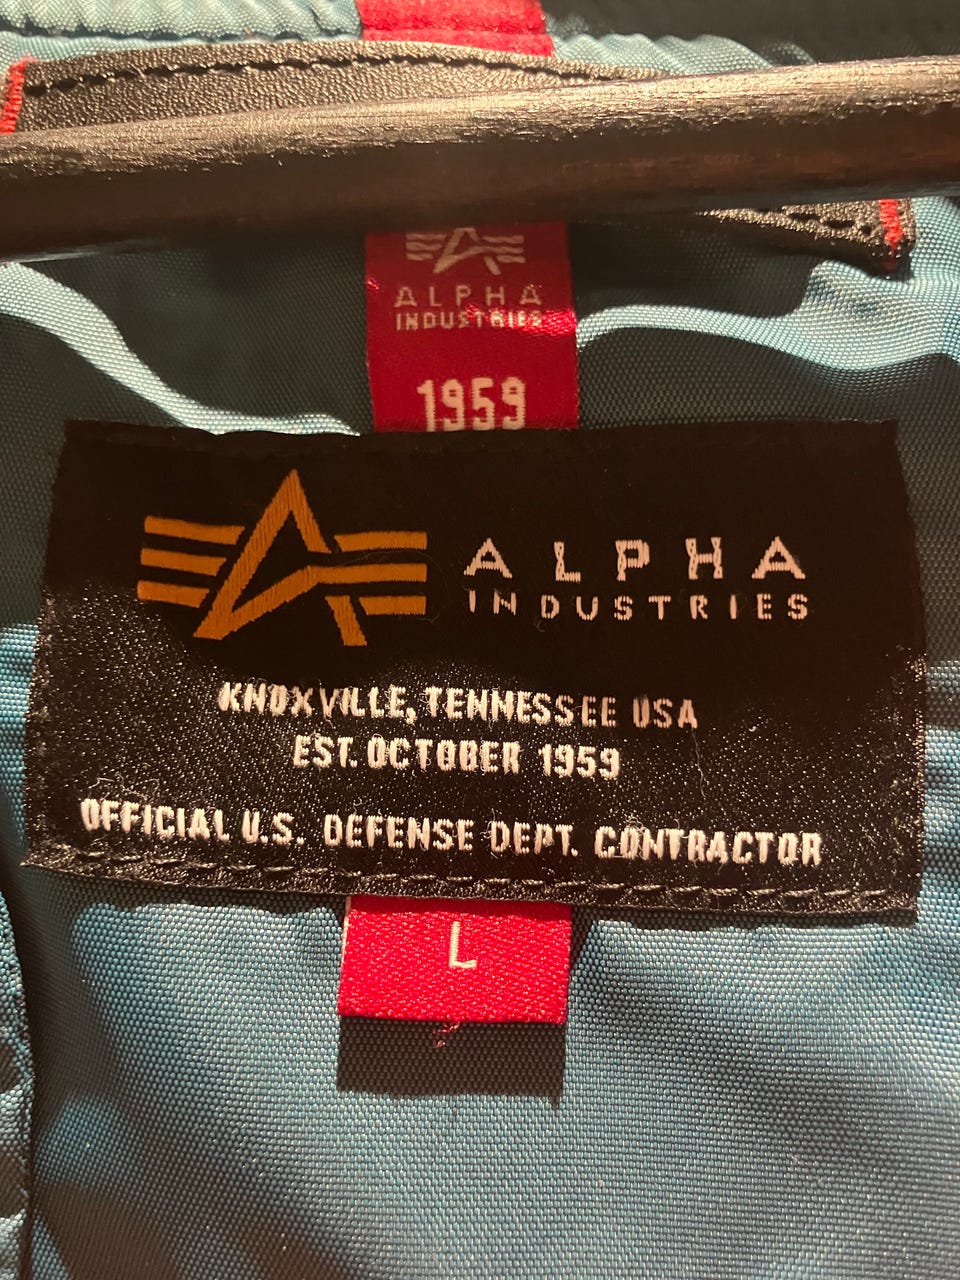 ALPHA
INDUSTRIES
1959
ALPHA
INDUSTRIES
KNOXVILLE, TENNESSEE USA
EST. OCTOBER 1959
OFFICIAL U.S. DEFENSE DEPT. CONTRACTOR
L